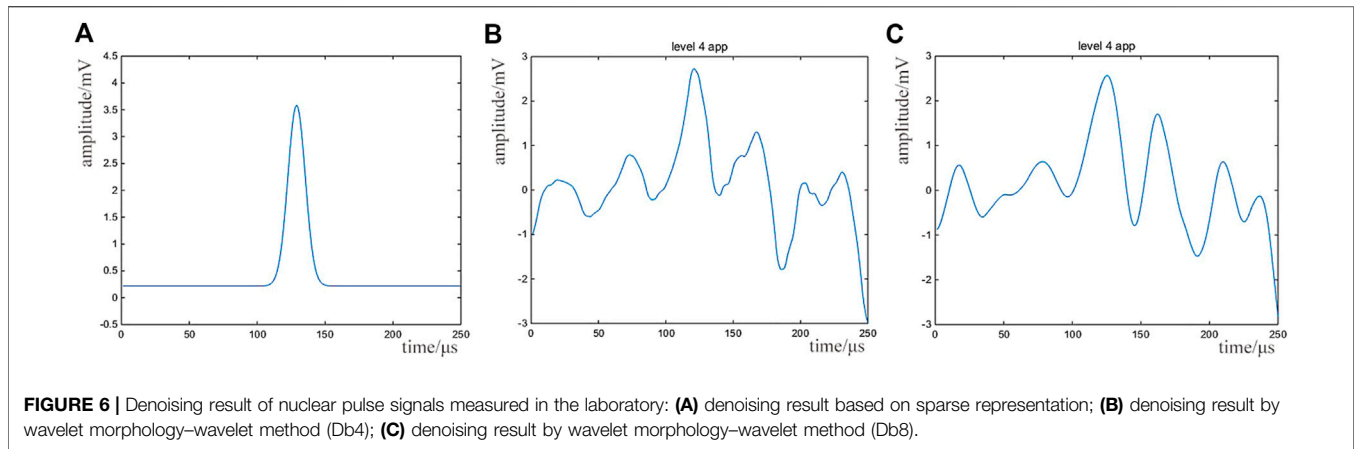 A
4.5
4
3.5
3
2.5
2
1.5
1
0.5
0
-0.5
amplitude/mV
0 50 100 150 200 250
time/μs
B
level 4 app
3
2
1
0
-1
-2
-3
amplitude/mV
0 50 100 150 200 250
time/μs
C
level 4 app
3
2
1
0
-1
-2
-3
amplitude/mV
0 50 100 150 200 250
time/μs
FIGURE 6 | Denoising result of nuclear pulse signals measured in the laboratory: (A) denoising result based on sparse representation; (B) denoising result by
wavelet morphology–wavelet method (Db4); (C) denoising result by wavelet morphology–wavelet method (Db8).